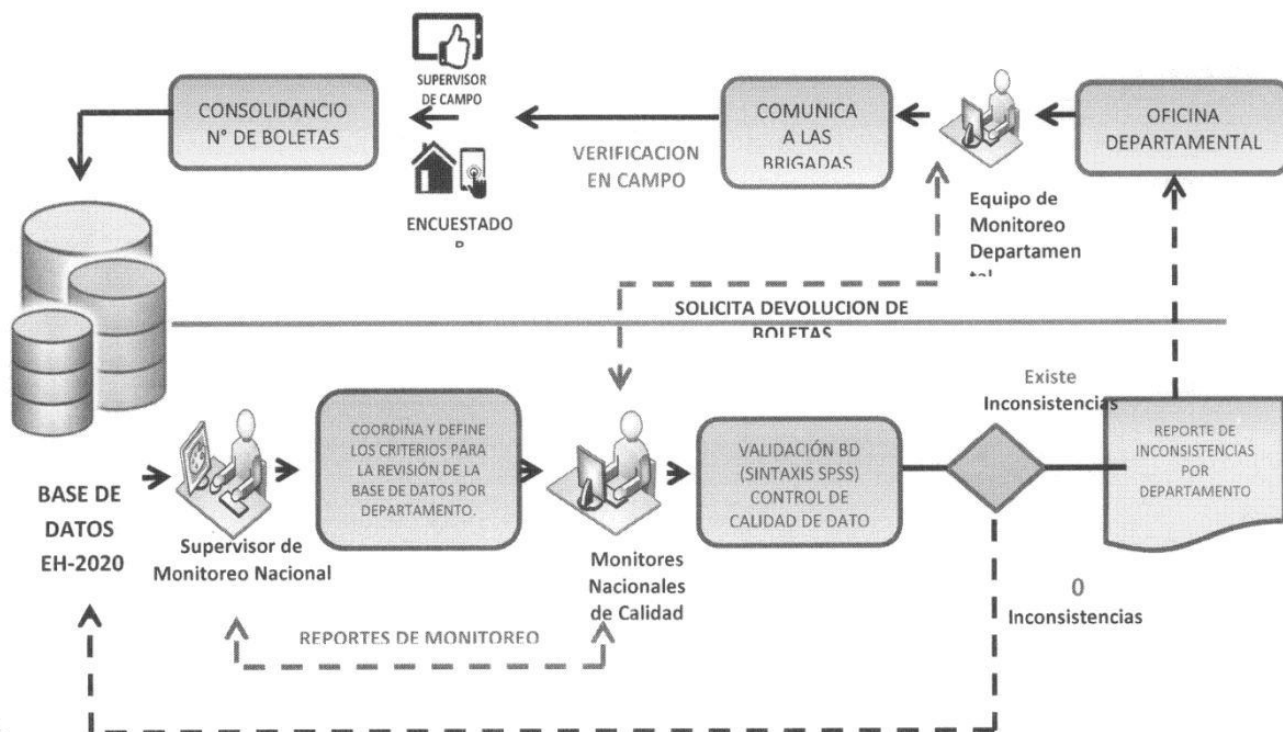 SUPERVISOR
DE CAMPO
CONSOLIDANCIO
N° DE BOLETAS
COMUNICA
A LAS
BRIGADAS
OFICINA
DEPARTAMENTAL
VERIFICACION
EN CAMPO
ENCUESTADO
R
Equipo de
Monitoreo
Departamen
tal
SOLICITA DEVOLUCION DE
BOLETAS
Existe
Inconsistencias
COORDINA Y DEFINE
LOS CRITERIOS PARA
LA REVISIÓN DE LA
BASE DE DATOS POR
DEPARTAMENTO.
VALIDACIÓN BD
(SINTAXIS SPSS)
CONTROL DE
CALIDAD DE DATO
REPORTE DE
INCONSISTENCIAS
POR
DEPARTAMENTO
BASE DE
DATOS
EH-2020
Supervisor de
Monitoreo Nacional
Monitores
Nacionales
de Calidad
0
Inconsistencias
REPORTES DE MONITOREO